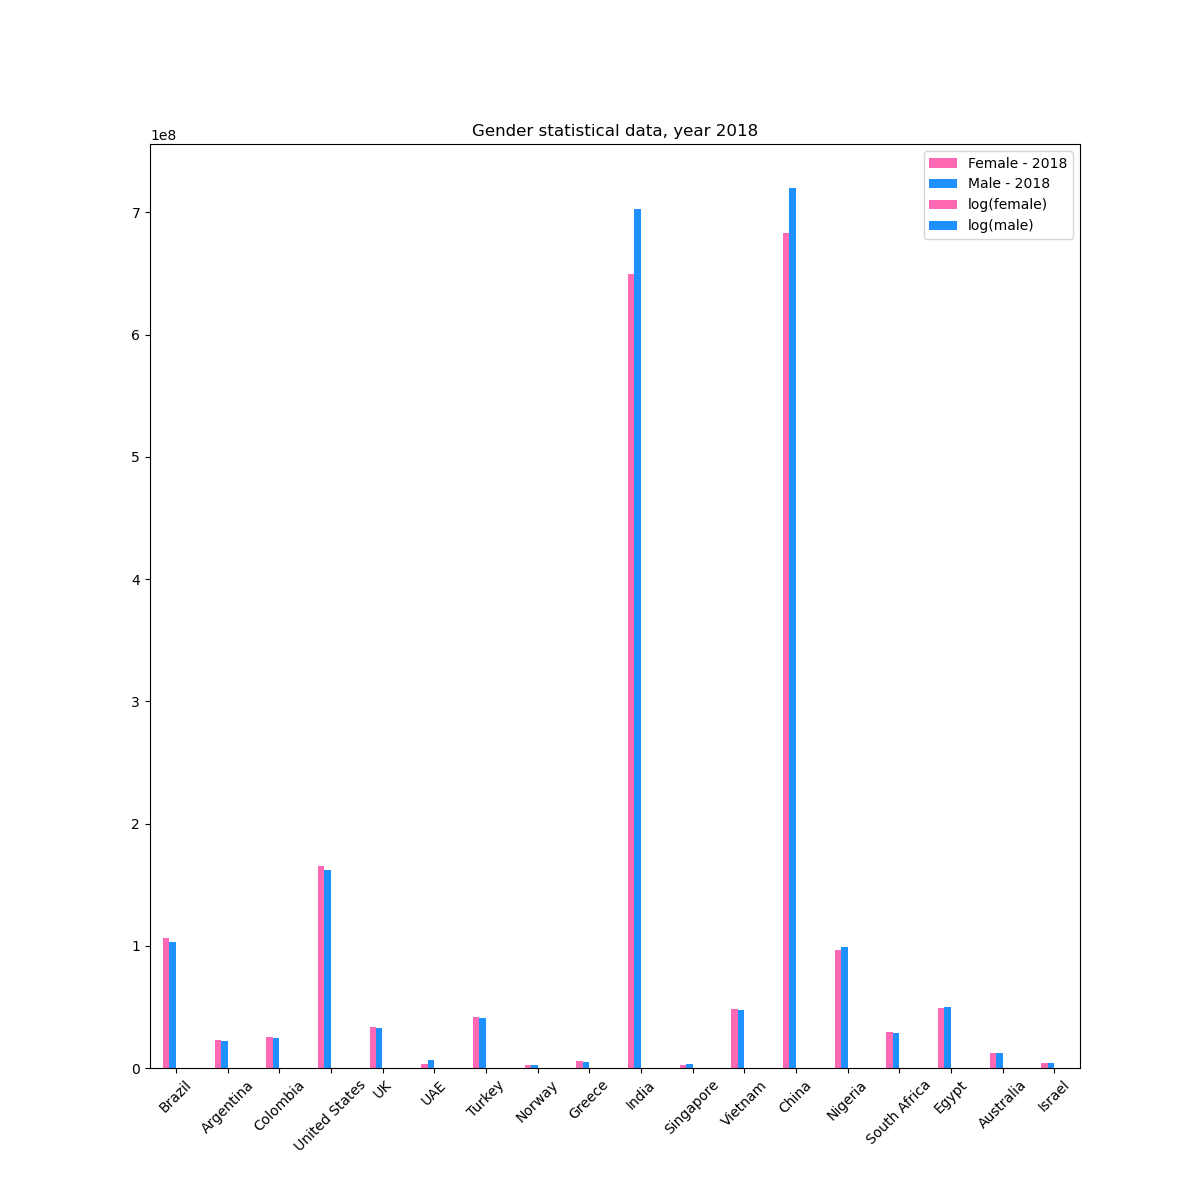 Gender statistical data, year 2018
1e8
Female - 2018
Male - 2018
log(female)
log(male)
7
6
5
4
3
2
1
0
Brazil
Argentina
Colombia
United States
UK
UAE
Turkey
Norway
Greece
India
Singapore
Vietnam
China
Nigeria
South Africa
Egypt
Australia
Israel